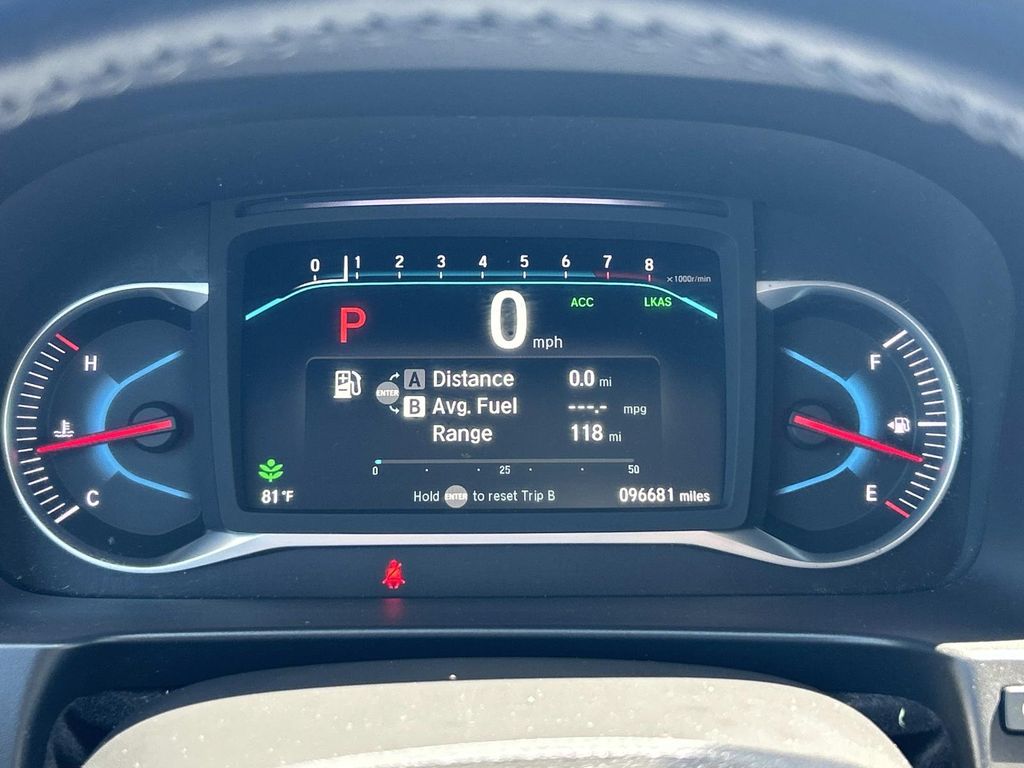 0 1 2 3 4 5 6 7 8 ×1000r/min
P 0 mph ACC LKAS
H
F
A Distance 0.0 mi
ENTER
B Avg. Fuel ---.- mpg
Range 118 mi
0 25 50
C
E
81°F Hold ENTER to reset Trip B 096681 miles